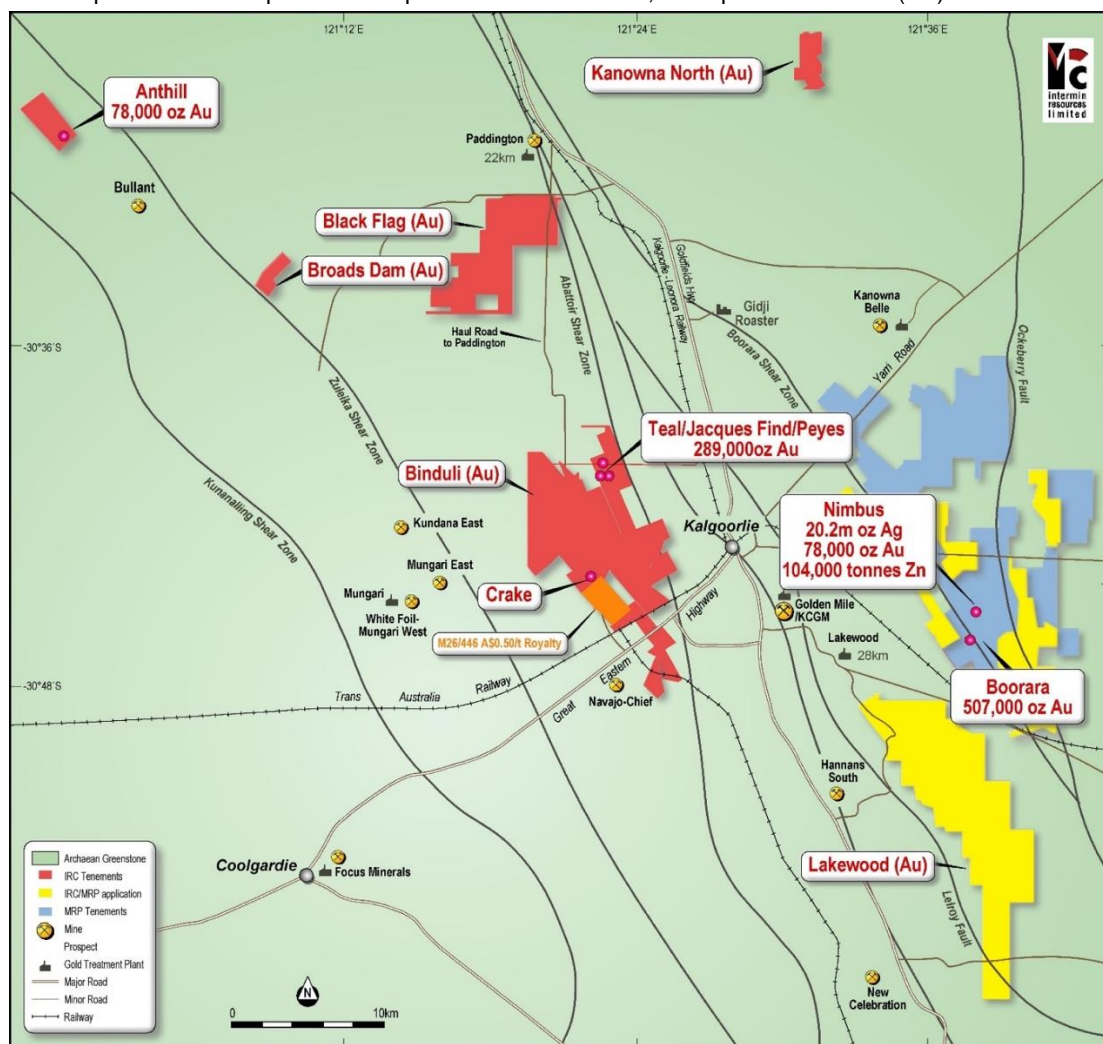 121°12'E
121°24'E
121°36'E
intermin
resources
limited
Kanowna North (Au)
Anthill
78,000 oz Au
Paddington
22km
Bullant
Black Flag (Au)
Broads Dam (Au)
Haul Road
to Paddington
Abattoir Shear Zone
Kalgoorlie - Leonora Railway
Goldfields Hwy
Gidji
Roaster
Boorara Shear Zone
Kanowna
Belle
Yarri Road
Ockeberry Fault
-30°36'S
Zuleika Shear Zone
Kunanalling Shear Zone
Teal/Jacques Find/Peyes
289,000oz Au
Binduli (Au)
Kundana East
Kalgoorlie
Nimbus
20.2m oz Ag
78,000 oz Au
104,000 tonnes Zn
Mungari East
Mungari
White Foil-
Mungari West
Crake
M26/446 A$0.50/t Royalty
Golden Mile
/KCGM
Lakewood
28km
Boorara
507,000 oz Au
-30°48'S
Trans Australia Railway
Great Eastern Highway
Navajo-Chief
Hannans
South
Coolgardie
Focus Minerals
Lakewood (Au)
Lelroy Fault
New
Celebration
Archaean Greenstone
IRC Tenements
IRC/MRP application
MRP Tenements
Mine
Prospect
Gold Treatment Plant
Major Road
Minor Road
Railway
N
0
10km